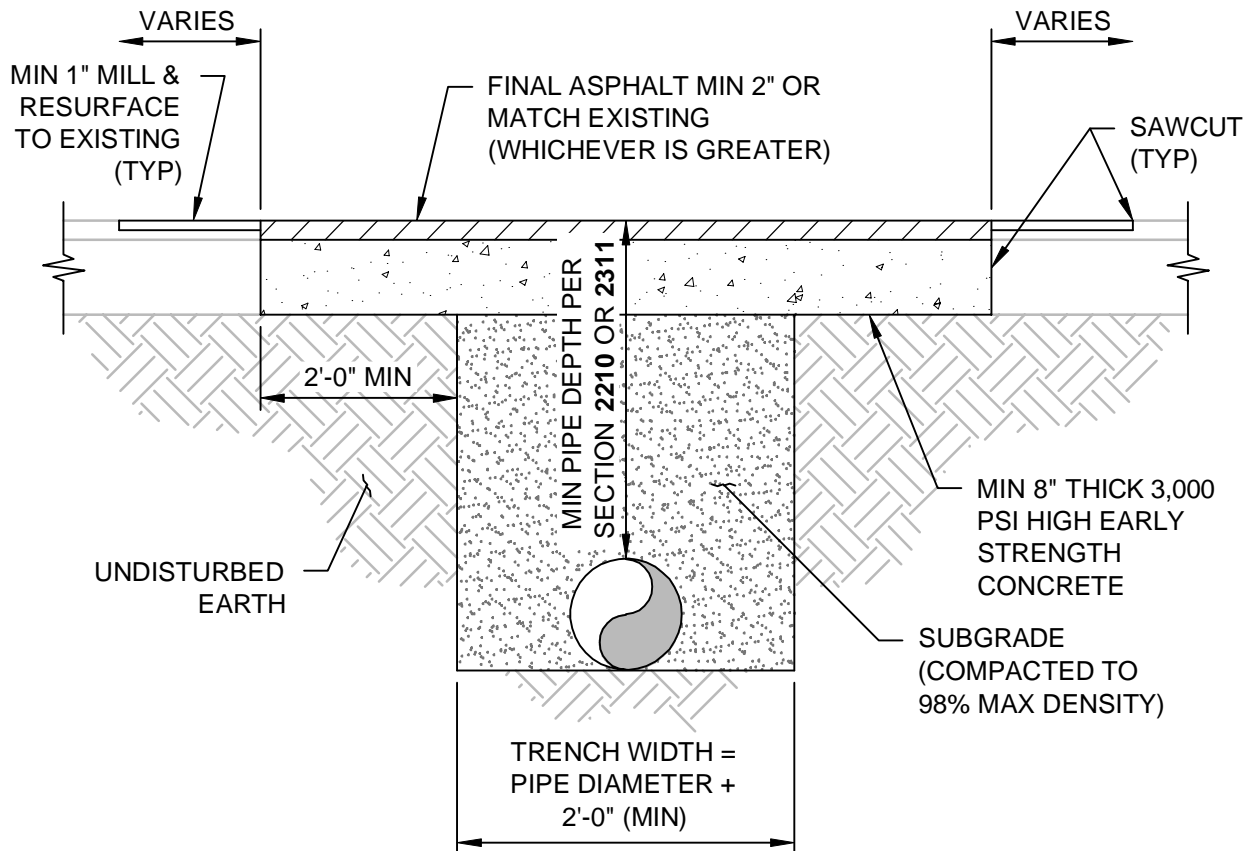 VARIES
VARIES
MIN 1" MILL &
RESURFACE
TO EXISTING
(TYP)
FINAL ASPHALT MIN 2" OR
MATCH EXISTING
(WHICHEVER IS GREATER)
SAWCUT
(TYP)
MIN PIPE DEPTH PER
SECTION 2210 OR 2311
2'-0" MIN
UNDISTURBED
EARTH
MIN 8" THICK 3,000
PSI HIGH EARLY
STRENGTH
CONCRETE
SUBGRADE
(COMPACTED TO
98% MAX DENSITY)
TRENCH WIDTH =
PIPE DIAMETER +
2'-0" (MIN)